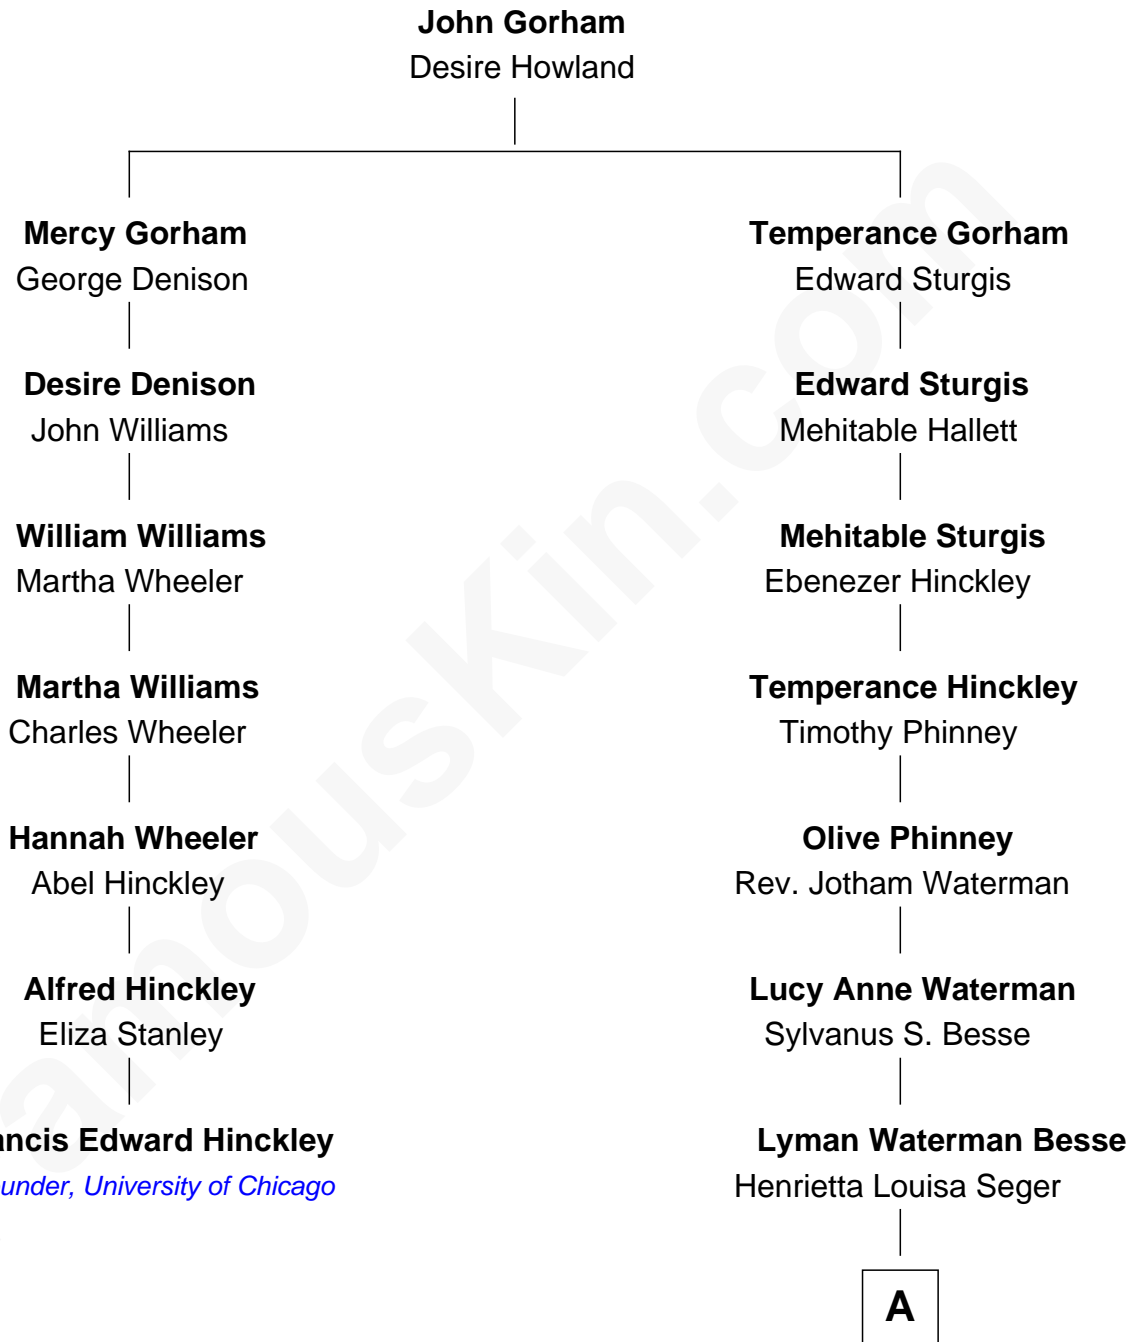 John Gorham
Desire Howland
Mercy Gorham
George Denison
Desire Denison
John Williams
William Williams
Martha Wheeler
Martha Williams
Charles Wheeler
Hannah Wheeler
Abel Hinckley
Alfred Hinckley
Eliza Stanley
ancis Edward Hinckley
under, University of Chicago
Temperance Gorham
Edward Sturgis
Edward Sturgis
Mehitable Hallett
Mehitable Sturgis
Ebenezer Hinckley
Temperance Hinckley
Timothy Phinney
Olive Phinney
Rev. Jotham Waterman
Lucy Anne Waterman
Sylvanus S. Besse
Lyman Waterman Besse
Henrietta Louisa Seger
A
amouskin.com